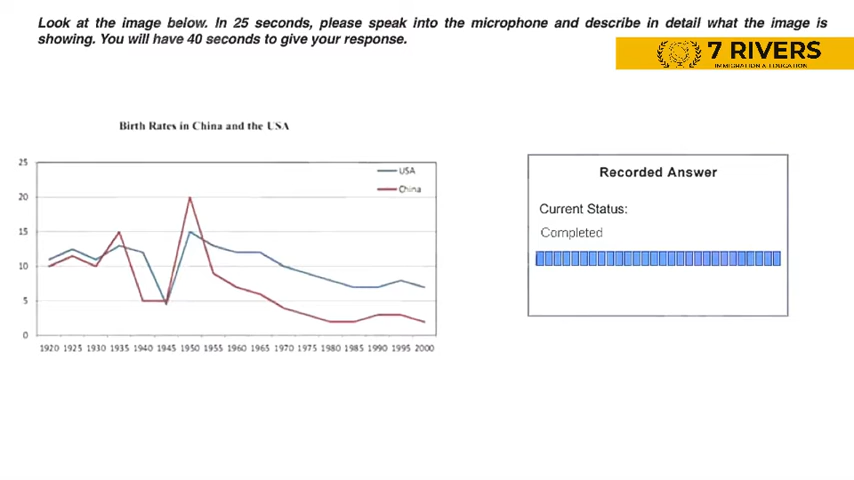 Look at the image below. In 25 seconds, please speak into the microphone and describe in detail what the image is
showing. You will have 40 seconds to give your response.
7 RIVERS
IMMIGRATION & EDUCATION
Birth Rates in China and the USA
25
20
15
10
5
0
USA
China
1920 1925 1930 1935 1940 1945 1950 1955 1960 1965 1970 1975 1980 1985 1990 1995 2000
Recorded Answer
Current Status:
Completed